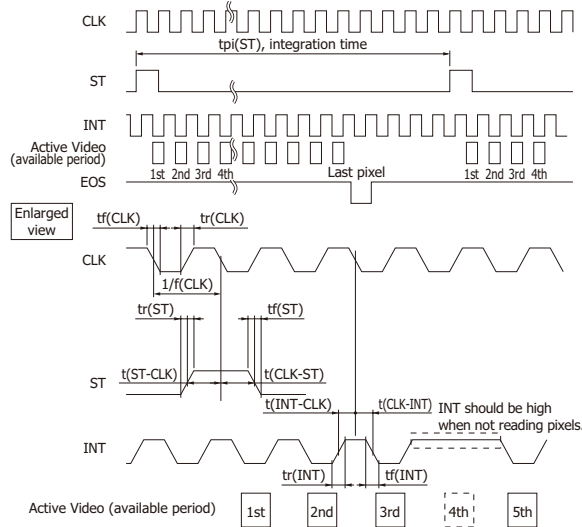 CLK
tpi(ST), integration time
ST
INT
Active Video
(available period)
1st 2nd 3rd 4th Last pixel 1st 2nd 3rd 4th
EOS
Enlarged
view
tf(CLK) tr(CLK)
CLK
1/f(CLK)
tr(ST) tf(ST)
t(ST-CLK) t(CLK-ST)
ST
t(INT-CLK) t(CLK-INT) INT should be high
when not reading pixels.
INT
tr(INT) tf(INT)
Active Video (available period) 1st 2nd 3rd 4th 5th